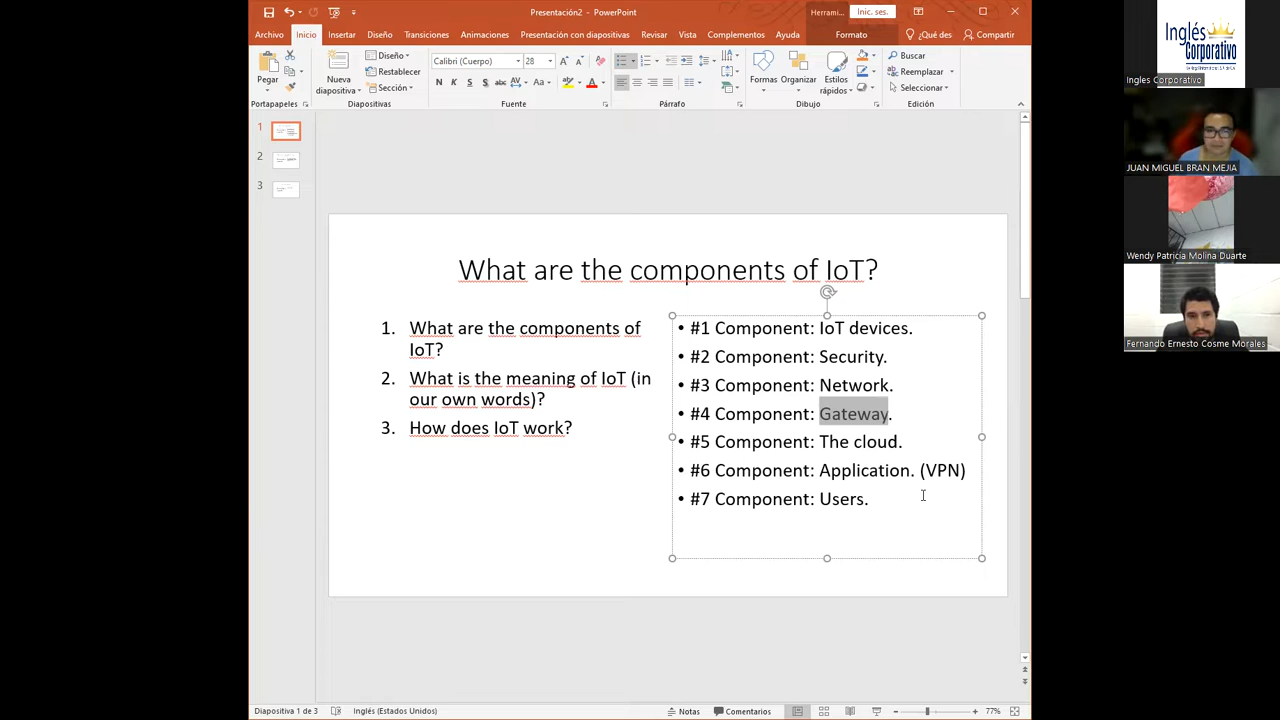 Presentación2 - PowerPoint
Herrami...
Inic. ses.
Archivo
Inicio
Insertar
Diseño
Transiciones
Animaciones
Presentación con diapositivas
Revisar
Vista
Complementos
Ayuda
Formato
¿Qué des
Compartir
Pegar
Nueva
diapositiva
Diseño
Restablecer
Sección
Calibri (Cuerpo)
28
N
K
S
S
abc
AV
Aa
A
Formas
Organizar
Estilos
rápidos
Buscar
Reemplazar
Seleccionar
Portapapeles
Diapositivas
Fuente
Párrafo
Dibujo
Edición
1
2
3
What are the components of IoT?
1. What are the components of
IoT?
2. What is the meaning of IoT (in
our own words)?
3. How does IoT work?
• #1 Component: IoT devices.
• #2 Component: Security.
• #3 Component: Network.
• #4 Component: Gateway.
• #5 Component: The cloud.
• #6 Component: Application. (VPN)
• #7 Component: Users.
Diapositiva 1 de 3
Inglés (Estados Unidos)
Notas
Comentarios
77%
Inglés
Corporativo
Ingles Corporativo
JUAN MIGUEL BRAN MEJIA
Wendy Patricia Molina Duarte
Fernando Ernesto Cosme Morales